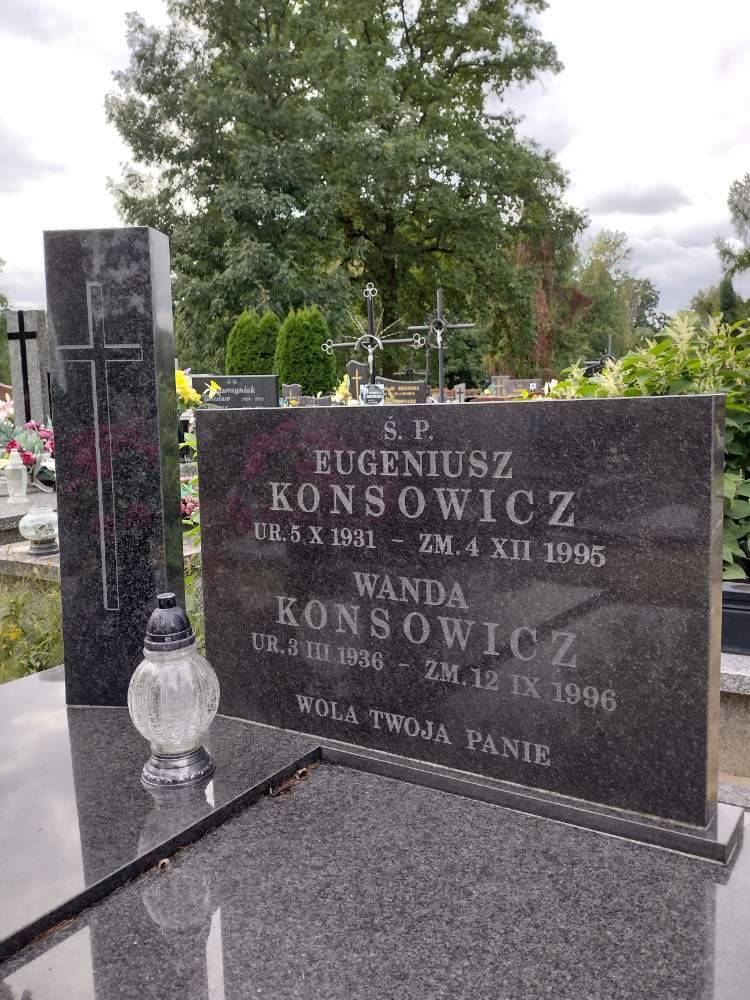 Ś. P.
EUGENIUSZ
KONSOWICZ
UR. 5 X 1931 - ZM. 4 XII 1995
WANDA
KONSOWICZ
UR. 3 III 1936 - ZM. 12 IX 1996
WOLA TWOJA PANIE